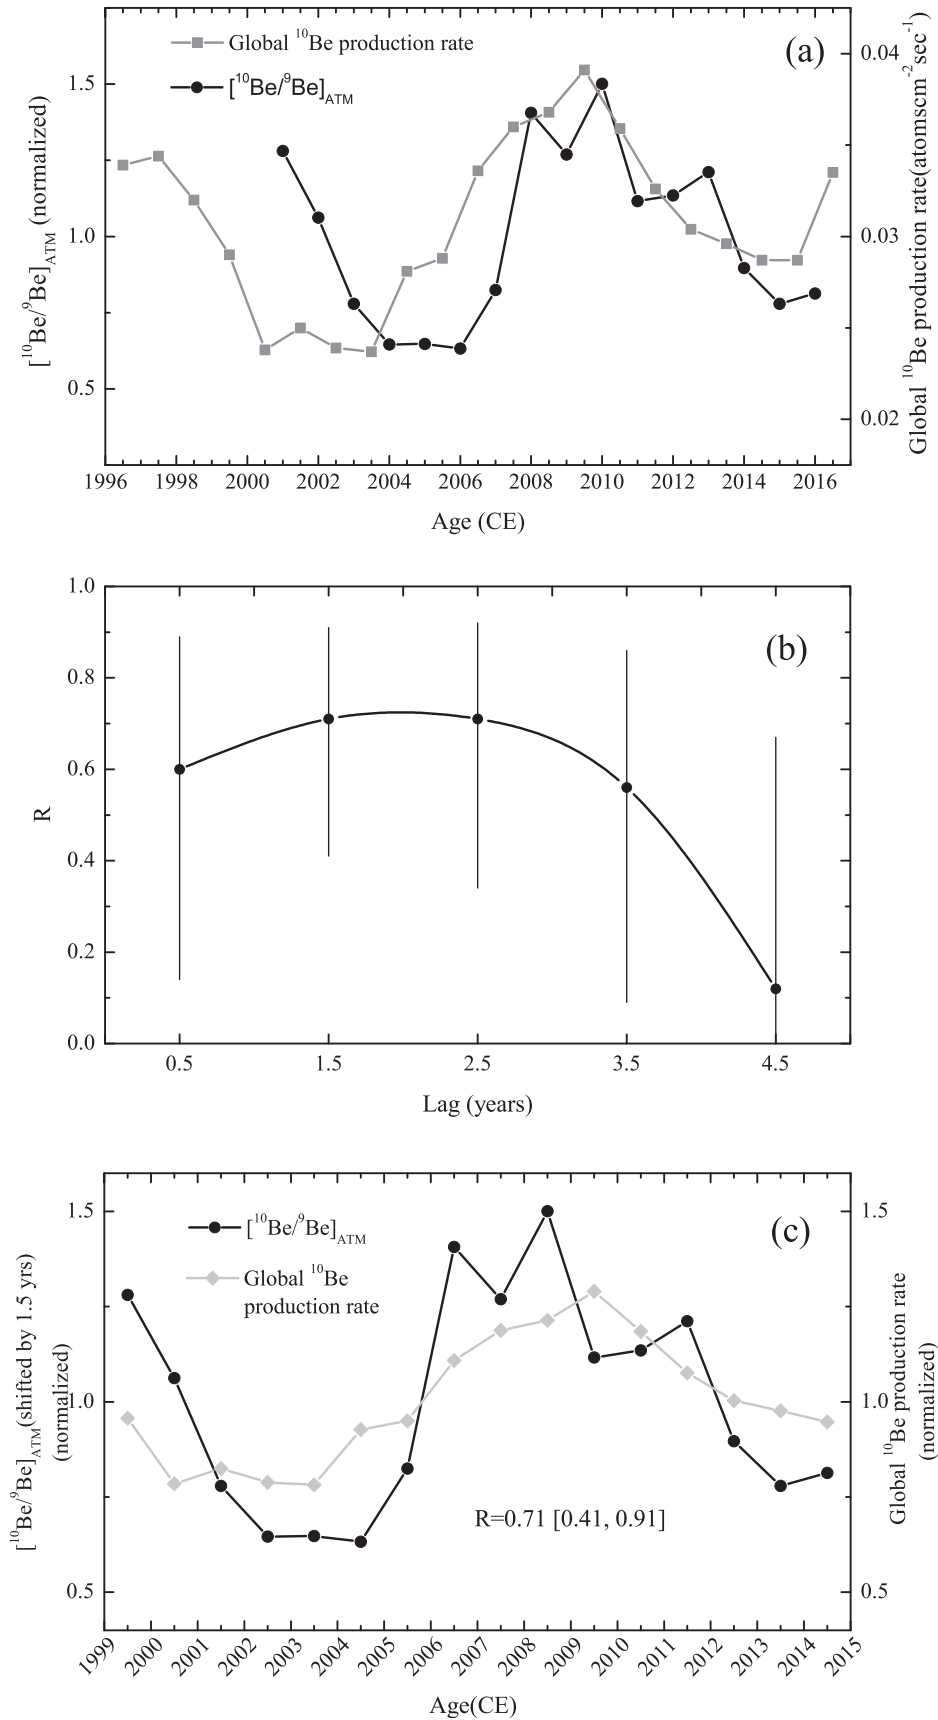 (a)
Global ¹⁰Be production rate
[¹⁰Be/⁹Be]ATM
[¹⁰Be/⁹Be]ATM (normalized)
1.5
1.0
0.5
Global ¹⁰Be production rate(atomscm⁻²sec⁻¹)
0.04
0.03
0.02
1996 1998 2000 2002 2004 2006 2008 2010 2012 2014 2016
Age (CE)
(b)
R
1.0
0.8
0.6
0.4
0.2
0.0
0.5 1.5 2.5 3.5 4.5
Lag (years)
(c)
[¹⁰Be/⁹Be]ATM
Global ¹⁰Be
production rate
[¹⁰Be/⁹Be]ATM(shifted by 1.5 yrs)
(normalized)
1.5
1.0
0.5
R=0.71 [0.41, 0.91]
Global ¹⁰Be production rate
(normalized)
1.5
1.0
0.5
1999 2000 2001 2002 2003 2004 2005 2006 2007 2008 2009 2010 2011 2012 2013 2014 2015
Age(CE)